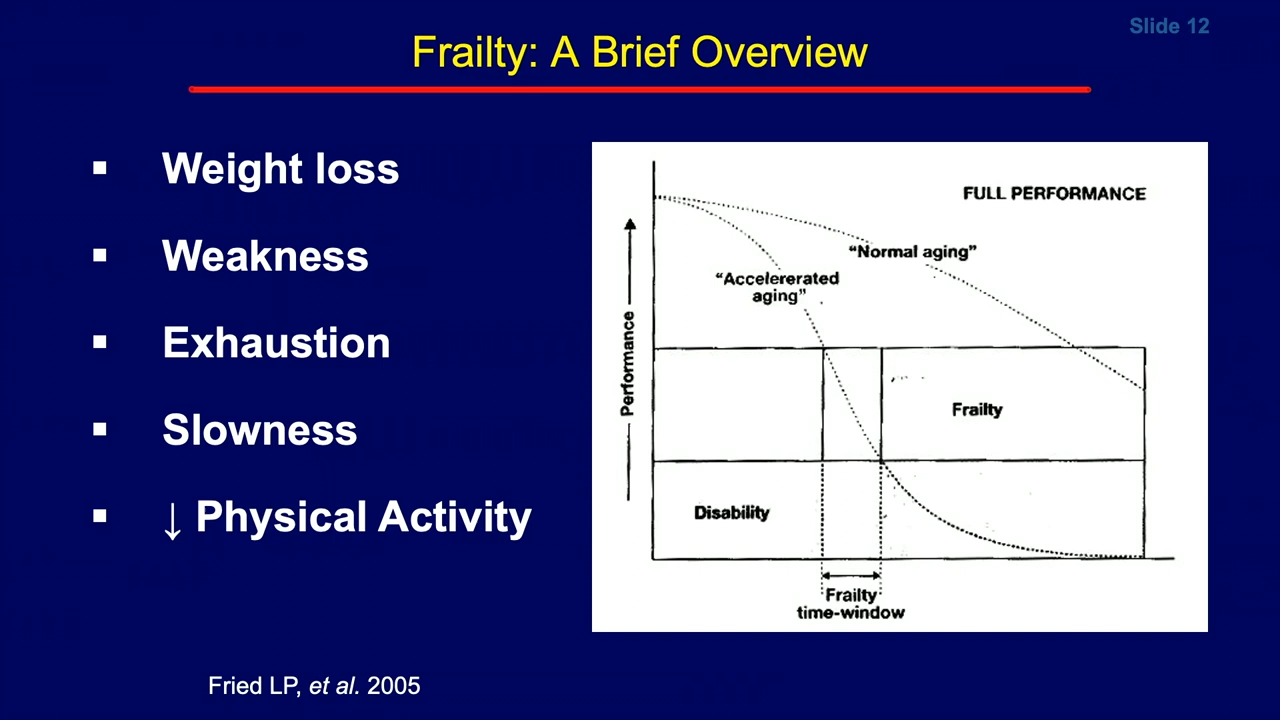 Slide 12
Frailty: A Brief Overview
▪ Weight loss
▪ Weakness
▪ Exhaustion
▪ Slowness
▪ ↓ Physical Activity
FULL PERFORMANCE
“Normal aging”
“Accelererated
aging”
Performance
Frailty
Disability
Frailty
time-window
Fried LP, et al. 2005